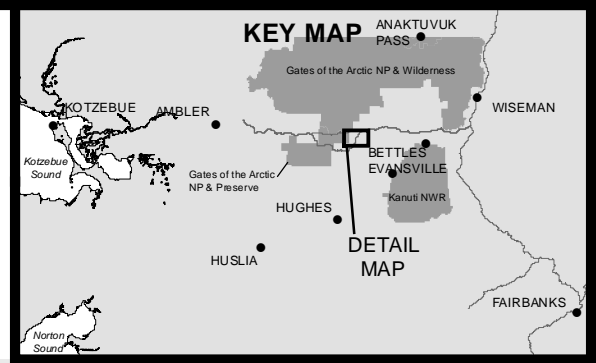 KEY MAP
ANAKTUVUK
PASS
Gates of the Arctic NP & Wilderness
KOTZEBUE
AMBLER
WISEMAN
Kotzebue
Sound
BETTLES
EVANSVILLE
Gates of the Arctic
NP & Preserve
Kanuti NWR
HUGHES
DETAIL
MAP
HUSLIA
FAIRBANKS
Norton
Sound